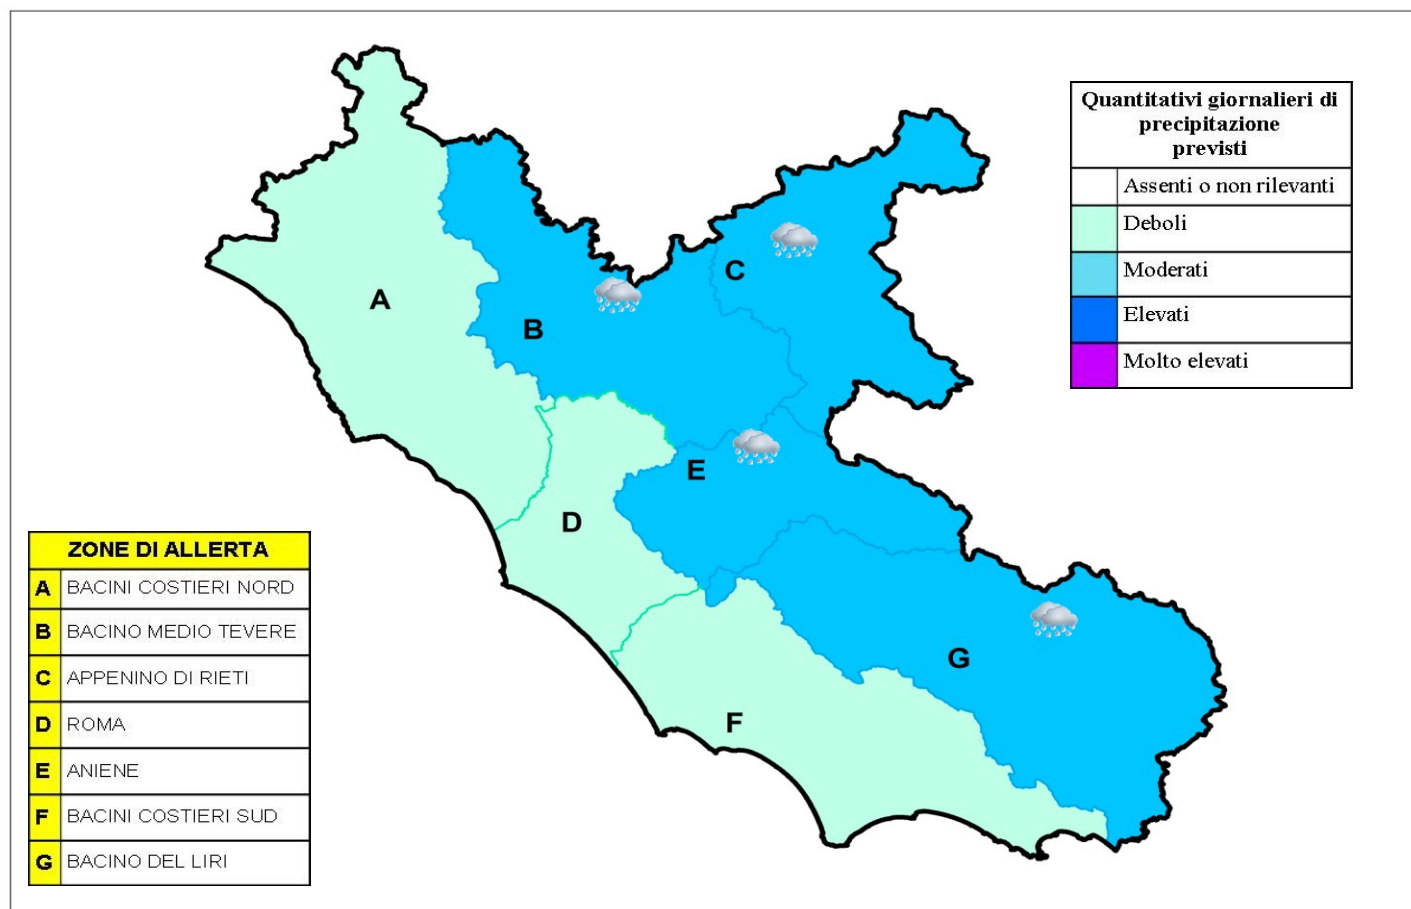 Quantitativi giornalieri di
precipitazione
previsti
Assenti o non rilevanti
Deboli
Moderati
Elevati
Molto elevati
A
B
C
D
E
F
G
ZONE DI ALLERTA
A BACINI COSTIERI NORD
B BACINO MEDIO TEVERE
C APPENINO DI RIETI
D ROMA
E ANIENE
F BACINI COSTIERI SUD
G BACINO DEL LIRI